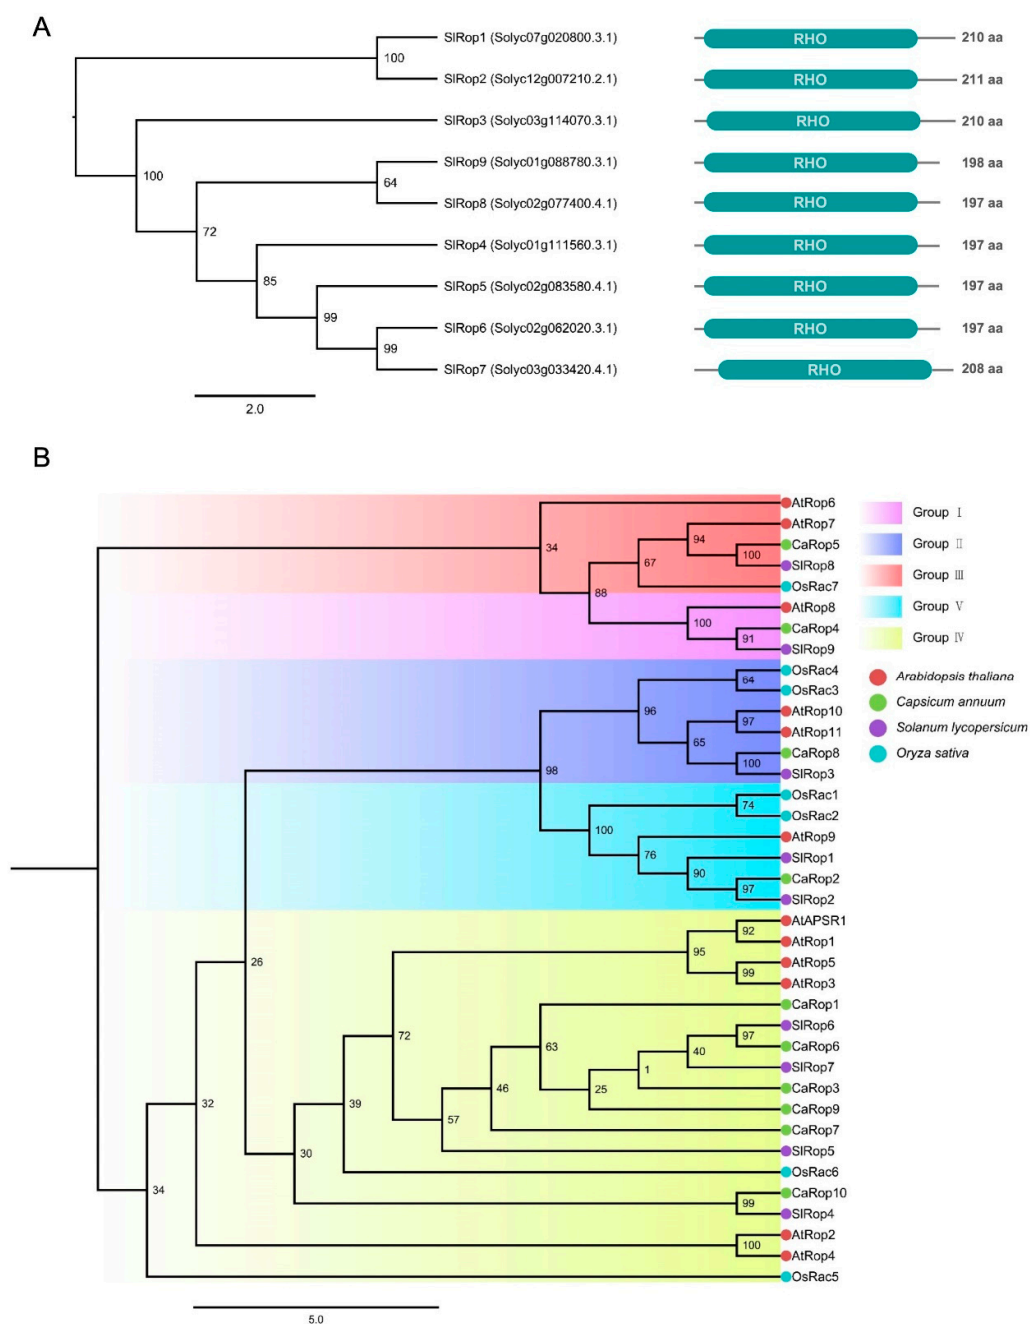 A
SlRop1 (Solyc07g020800.3.1) RHO 210 aa
100
SlRop2 (Solyc12g007210.2.1) RHO 211 aa
SlRop3 (Solyc03g114070.3.1) RHO 210 aa
SlRop9 (Solyc01g088780.3.1) RHO 198 aa
100
64
SlRop8 (Solyc02g077400.4.1) RHO 197 aa
72
SlRop4 (Solyc01g111560.3.1) RHO 197 aa
85
SlRop5 (Solyc02g083580.4.1) RHO 197 aa
99
SlRop6 (Solyc02g062020.3.1) RHO 197 aa
99
SlRop7 (Solyc03g033420.4.1) RHO 208 aa
2.0
B
AtRop6
AtRop7
94
CaRop5
34
100
67
SlRop8
OsRac7
88
AtRop8
100
CaRop4
91
SlRop9
OsRac4
64
OsRac3
96
AtRop10
97
AtRop11
65
CaRop8
98
100
SlRop3
OsRac1
74
OsRac2
100
AtRop9
76
SlRop1
90
CaRop2
97
SlRop2
AtAPSR1
92
AtRop1
95
26
AtRop5
99
AtRop3
CaRop1
SlRop6
72
97
63
CaRop6
40
1
SlRop7
46
25
CaRop3
32
39
CaRop9
57
CaRop7
30
SlRop5
OsRac6
34
CaRop10
99
SlRop4
AtRop2
100
AtRop4
OsRac5
5.0
Group Ⅰ
Group Ⅱ
Group Ⅲ
Group Ⅴ
Group Ⅳ
Arabidopsis thaliana
Capsicum annuum
Solanum lycopersicum
Oryza sativa